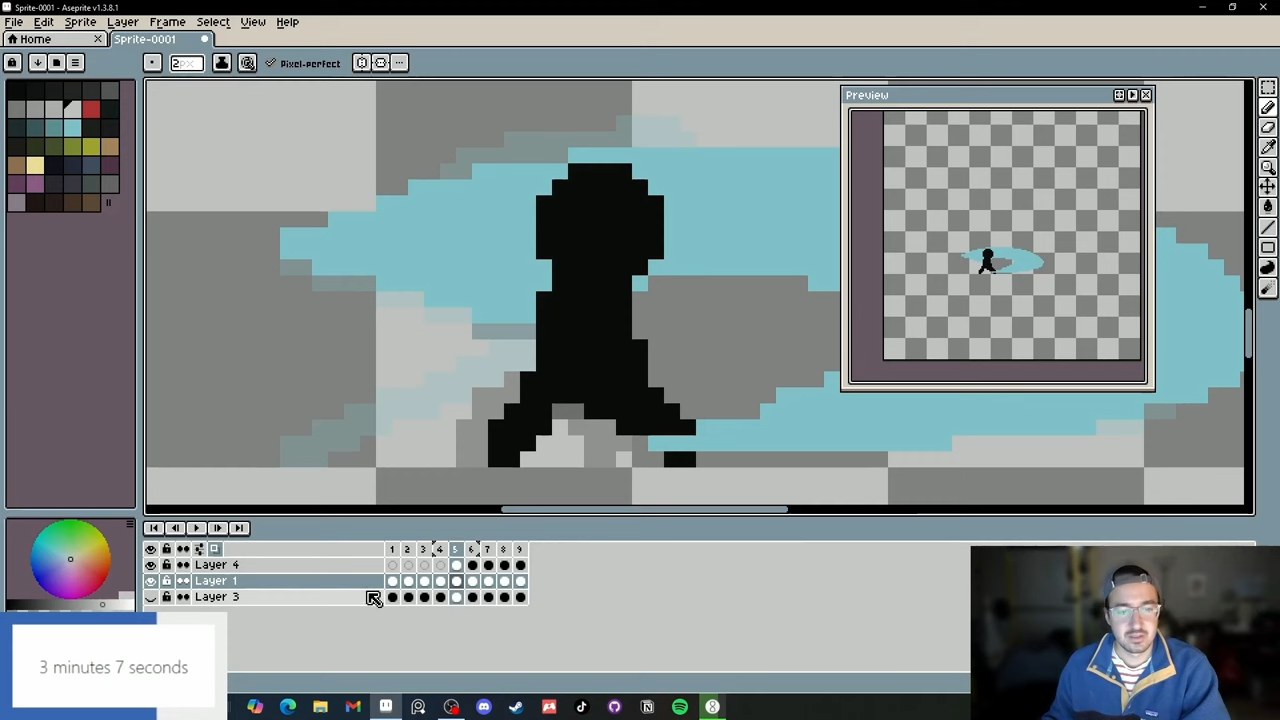 Sprite-0001 - Aseprite v1.3.8.1
File Edit Sprite Layer Frame Select View Help
Home Sprite-0001
2px Pixel-perfect
Preview
1 2 3 4 5 6 7 8 9
Layer 4
Layer 1
Layer 3
3 minutes 7 seconds